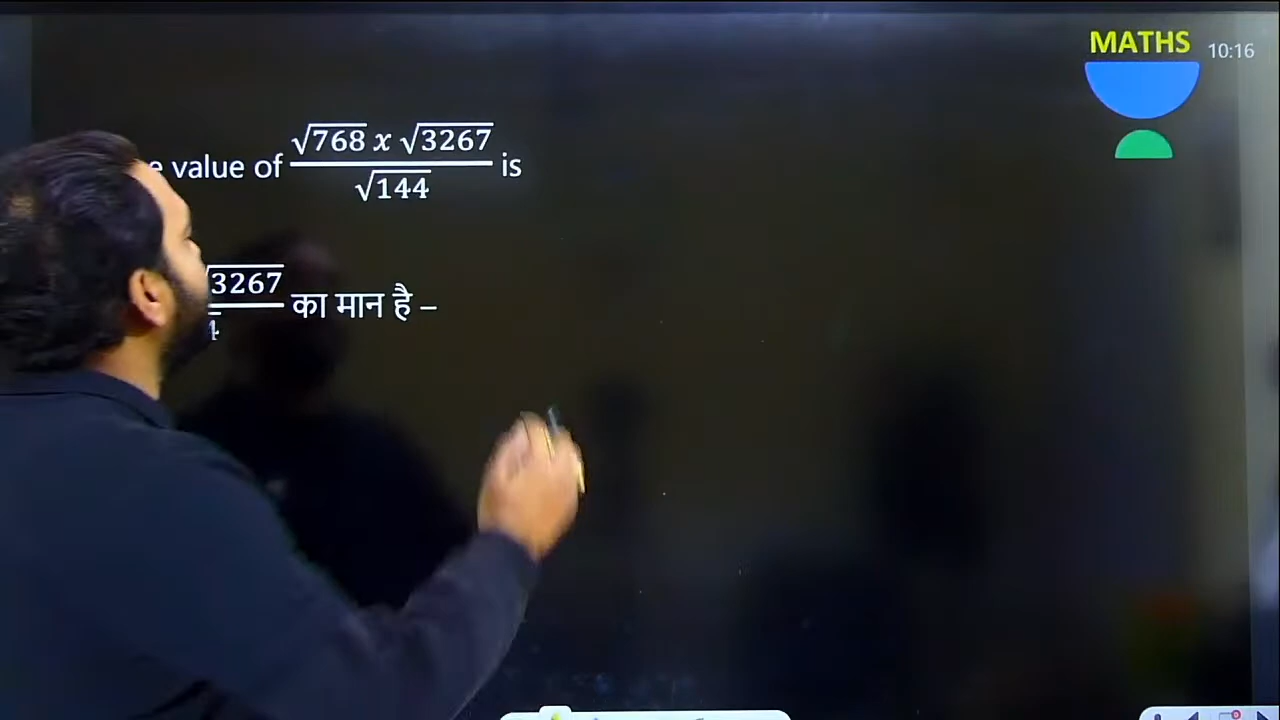 MATHS
10:16
value of √768 x √3267 / √144 is
√3267 का मान है –